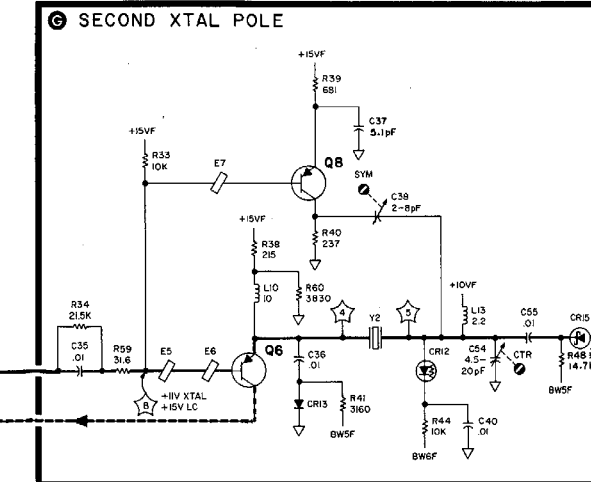 G SECOND XTAL POLE
+15VF
R39
681
C37
5.1pF
+15VF
R33
10K
E7
Q8
SYM
C38
2-8pF
+15VF
R38
215
R40
237
L10
10
R60
3830
+10VF
R34
21.5K
C35
.01
R59
31.6
E5
E6
Q6
4
Y2
5
L13
2.2
C55
.01
CR15
C36
.01
CR12
C54
4.5-
20pF
CTR
R48
14.7
BW5F
8
+11V XTAL
+15V LC
CR13
R41
3160
BW5F
R44
10K
C40
.01
BW6F